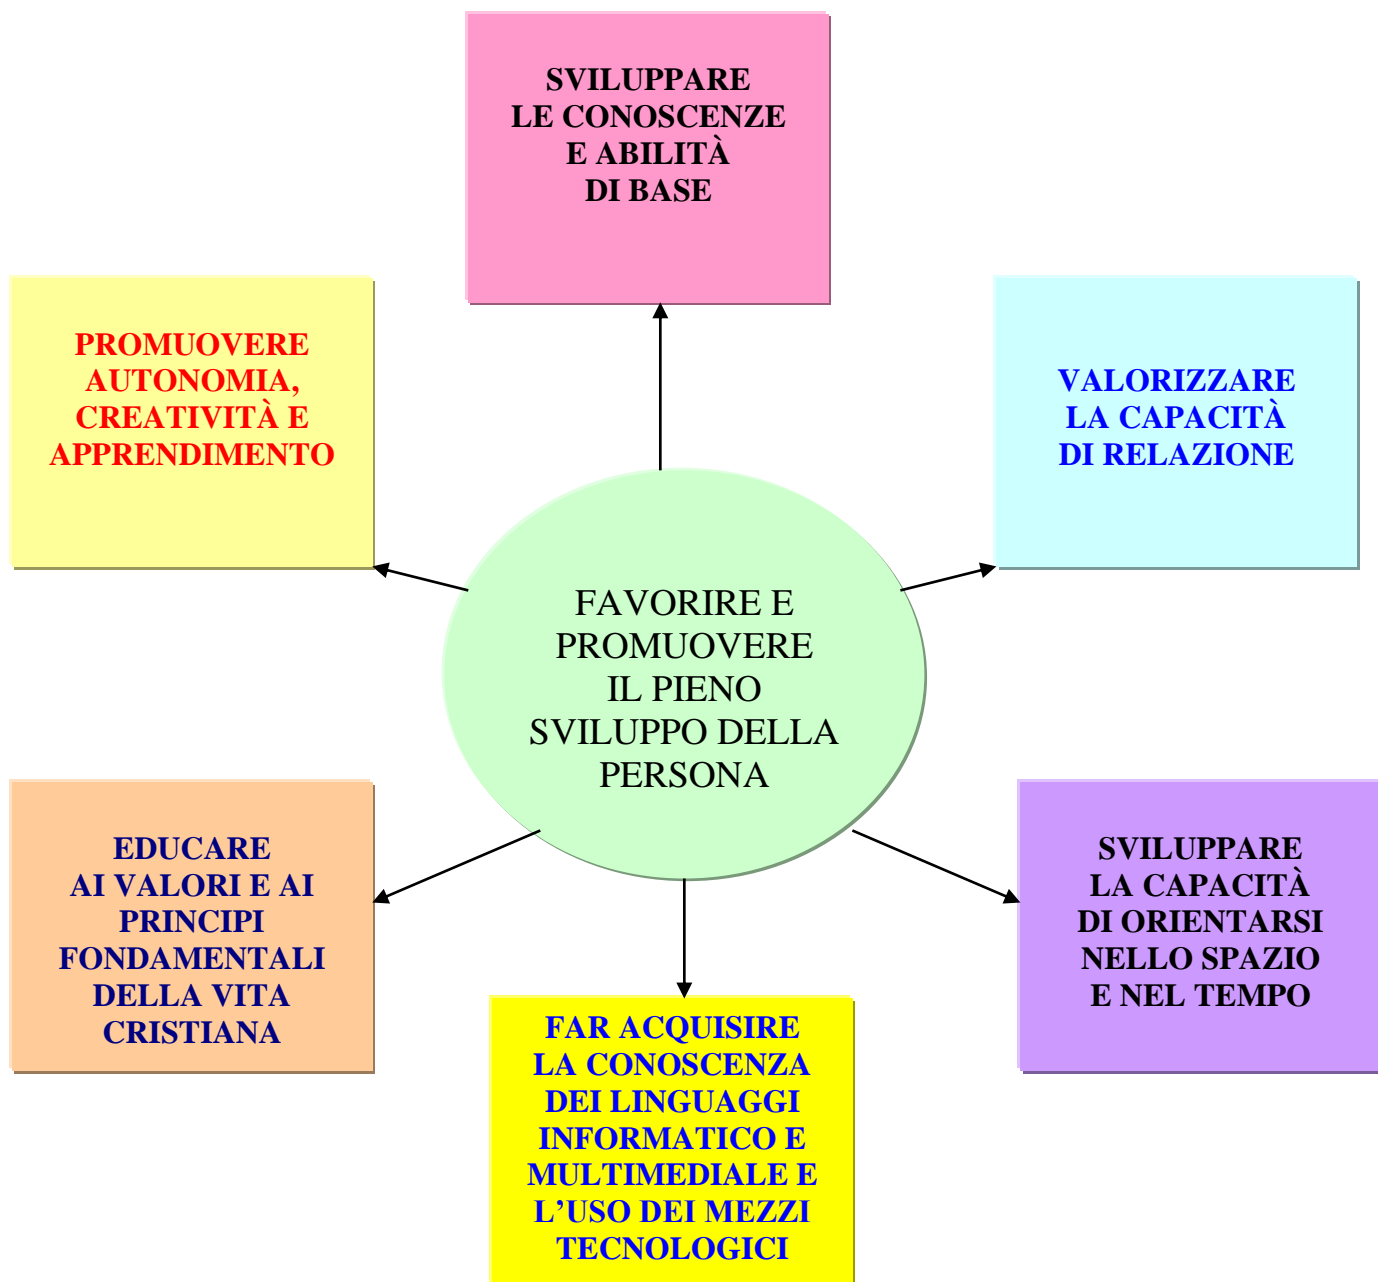 SVILUPPARE
LE CONOSCENZE
E ABILITÀ
DI BASE
PROMUOVERE
AUTONOMIA,
CREATIVITÀ E
APPRENDIMENTO
VALORIZZARE
LA CAPACITÀ
DI RELAZIONE
FAVORIRE E
PROMUOVERE
IL PIENO
SVILUPPO DELLA
PERSONA
EDUCARE
AI VALORI E AI
PRINCIPI
FONDAMENTALI
DELLA VITA
CRISTIANA
SVILUPPARE
LA CAPACITÀ
DI ORIENTARSI
NELLO SPAZIO
E NEL TEMPO
FAR ACQUISIRE
LA CONOSCENZA
DEI LINGUAGGI
INFORMATICO E
MULTIMEDIALE E
L’USO DEI MEZZI
TECNOLOGICI